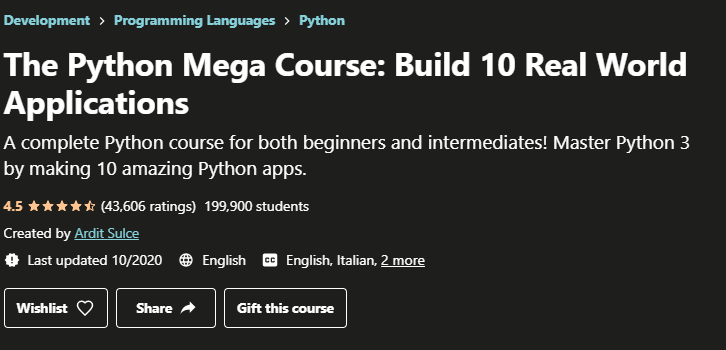 Development > Programming Languages > Python
The Python Mega Course: Build 10 Real World
Applications
A complete Python course for both beginners and intermediates! Master Python 3
by making 10 amazing Python apps.
4.5 (43,606 ratings) 199,900 students
Created by Ardit Sulce
Last updated 10/2020 English CC English, Italian, 2 more
Wishlist Share Gift this course